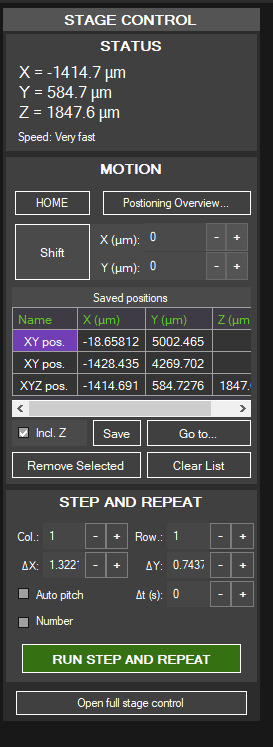 STAGE CONTROL
STATUS
X = -1414.7 µm
Y = 584.7 µm
Z = 1847.6 µm
Speed: Very fast
MOTION
HOME
Postioning Overview...
Shift
X (µm): 0 - +
Y (µm): 0 - +
Saved positions
Name X (µm) Y (µm) Z (µm
XY pos. -18.65812 5002.465
XY pos. -1428.435 4269.702
XYZ pos. -1414.691 584.7276 1847.
Incl. Z Save Go to...
Remove Selected Clear List
STEP AND REPEAT
Col.: 1 - + Row.: 1 - +
ΔX: 1.322 - + ΔY: 0.743 - +
Auto pitch Δt (s): 0 - +
Number
RUN STEP AND REPEAT
Open full stage control